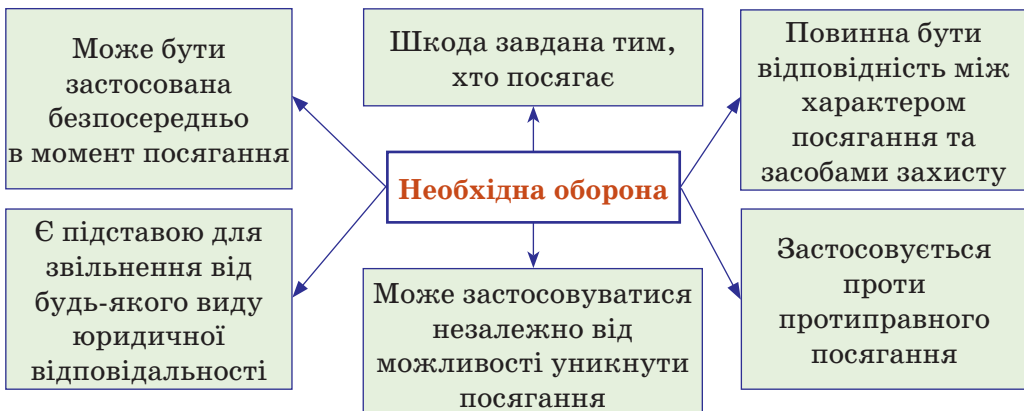 Може бути
застосована
безпосередньо
в момент посягання
Шкода завдана тим,
хто посягає
Повинна бути
відповідність між
характером
посягання та
засобами захисту
Необхідна оборона
Є підставою для
звільнення від
будь-якого виду
юридичної
відповідальності
Може застосовуватися
незалежно від
можливості уникнути
посягання
Застосовується
проти
протиправного
посягання